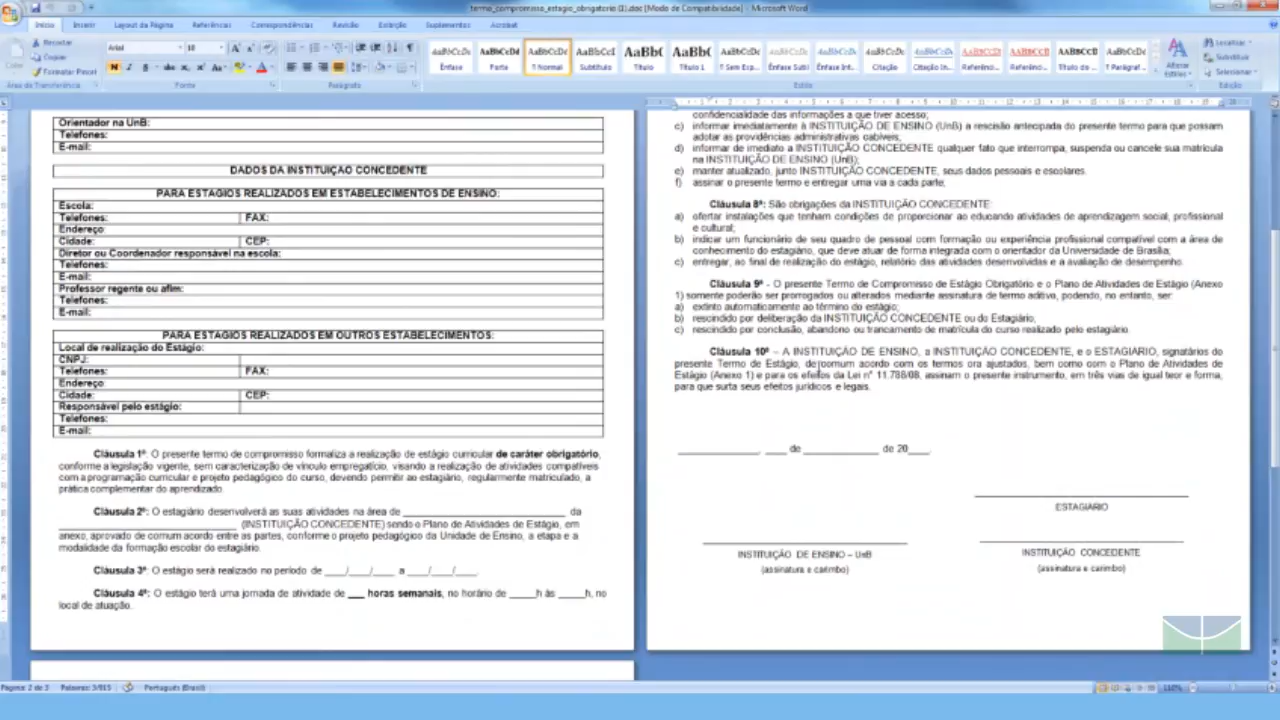 termo_compromisso_estagio_obrigatorio (1).doc [Modo de Compatibilidade] - Microsoft Word
Início Inserir Layout da Página Referências Correspondências Revisão Exibição Suplementos Acrobat
Recortar
Copiar
Formatar Pincel
Área de Transferência
Arial
Fonte
Parágrafo
Ênfase
Forte
T Normal
Subtítulo
Título
Título 1
T Sem Esp...
Ênfase Sutil
Ênfase Int...
Citação
Citação In...
Referênc...
Referênc...
Título do ...
T Parágraf...
Estilo
Alterar Estilos
Localizar
Substituir
Selecionar
Edição
Orientador na UnB:
Telefones:
E-mail:
DADOS DA INSTITUIÇAO CONCEDENTE
PARA ESTAGIOS REALIZADOS EM ESTABELECIMENTOS DE ENSINO:
Escola:
Telefones: FAX:
Endereço:
Cidade: CEP:
Diretor ou Coordenador responsável na escola:
Telefones:
E-mail:
Professor regente ou afim:
Telefones:
E-mail:
PARA ESTAGIOS REALIZADOS EM OUTROS ESTABELECIMENTOS:
Local de realização do Estágio:
CNPJ:
Telefones: FAX:
Endereço:
Cidade: CEP:
Responsável pelo estágio:
Telefones:
E-mail:
Cláusula 1ª: O presente termo de compromisso formaliza a realização de estágio curricular de caráter obrigatório,
conforme a legislação vigente, sem caracterização de vínculo empregatício, visando a realização de atividades compatíveis
com a programação curricular e projeto pedagógico do curso, devendo permitir ao estagiário, regularmente matriculado, a
prática complementar do aprendizado.
Cláusula 2ª: O estagiário desenvolverá as suas atividades na área de ______________________________ da
______________________________ (INSTITUIÇÃO CONCEDENTE) sendo o Plano de Atividades de Estágio, em
anexo, aprovado de comum acordo entre as partes, conforme o projeto pedagógico da Unidade de Ensino, a etapa e a
modalidade da formação escolar do estagiário.
Cláusula 3ª: O estágio será realizado no período de ____/____/____ a ____/____/____.
Cláusula 4ª: O estágio terá uma jornada de atividade de ___ horas semanais, no horário de _____h às _____h, no
local de atuação.
confidencialidade das informações a que tiver acesso;
c) informar imediatamente à INSTITUIÇÃO DE ENSINO (UnB) a rescisão antecipada do presente termo para que possam
adotar as providências administrativas cabíveis;
d) informar de imediato a INSTITUIÇÃO CONCEDENTE qualquer fato que interrompa, suspenda ou cancele sua matrícula
na INSTITUIÇÃO DE ENSINO (UnB);
e) manter atualizado, junto INSTITUIÇÃO CONCEDENTE, seus dados pessoais e escolares.
f) assinar o presente termo e entregar uma via a cada parte;
Cláusula 8ª: São obrigações da INSTITUIÇÃO CONCEDENTE:
a) ofertar instalações que tenham condições de proporcionar ao educando atividades de aprendizagem social, profissional
e cultural;
b) indicar um funcionário de seu quadro de pessoal com formação ou experiência profissional compatível com a área de
conhecimento do estagiário, que deve atuar de forma integrada com o orientador da Universidade de Brasília;
c) entregar, ao final de realização do estágio, relatório das atividades desenvolvidas e a avaliação de desempenho.
Cláusula 9ª - O presente Termo de Compromisso de Estágio Obrigatório e o Plano de Atividades de Estágio (Anexo
1) somente poderão ser prorrogados ou alterados mediante assinatura de termo aditivo, podendo, no entanto, ser:
a) extinto automaticamente ao término do estágio;
b) rescindido por deliberação da INSTITUIÇÃO CONCEDENTE ou do Estagiário;
c) rescindido por conclusão, abandono ou trancamento de matrícula do curso realizado pelo estagiário.
Cláusula 10ª – A INSTITUIÇÃO DE ENSINO, a INSTITUIÇÃO CONCEDENTE, e o ESTAGIÁRIO, signatários do
presente Termo de Estágio, de comum acordo com os termos ora ajustados, bem como com o Plano de Atividades de
Estágio (Anexo 1) e para os efeitos da Lei n° 11.788/08, assinam o presente instrumento, em três vias de igual teor e forma,
para que surta seus efeitos jurídicos e legais.
_______________, ____ de ______________ de 20____.
ESTAGIÁRIO
INSTITUIÇÃO DE ENSINO – UnB
(assinatura e carimbo)
INSTITUIÇÃO CONCEDENTE
(assinatura e carimbo)
Página: 2 de 3 Palavras: 3/815 Português (Brasil) 110%